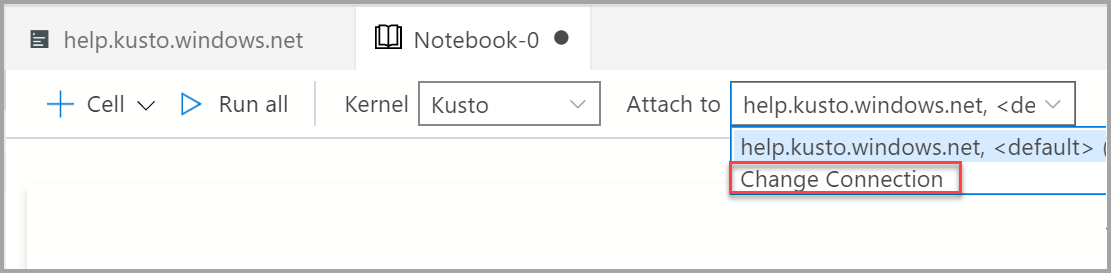 help.kusto.windows.net
Notebook-0
Cell
Run all
Kernel
Kusto
Attach to
help.kusto.windows.net, <de
help.kusto.windows.net, <default> (
Change Connection